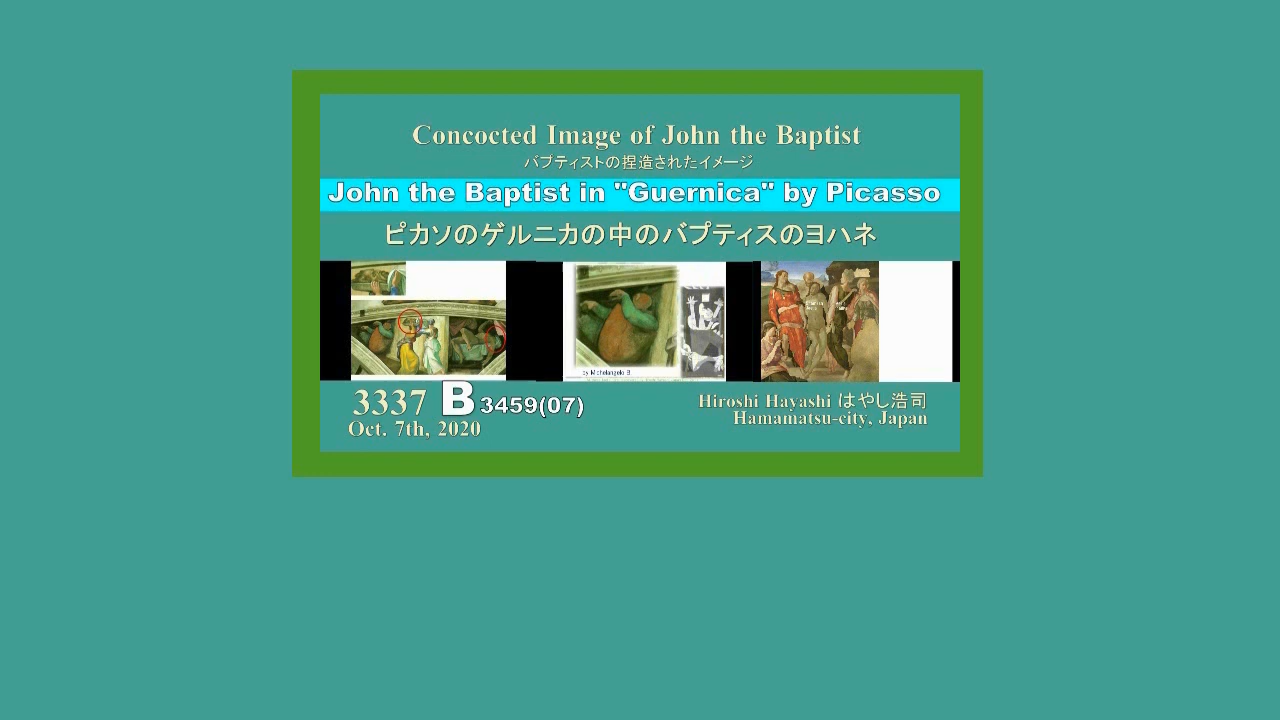 Concocted Image of John the Baptist
バプティストの捏造されたイメージ
John the Baptist in "Guernica" by Picasso
ピカソのゲルニカの中のバプティスのヨハネ
by Michelangelo B.
3337 B 3459(07)
Oct. 7th, 2020
Hiroshi Hayashi はやし浩司
Hamamatsu-city, Japan